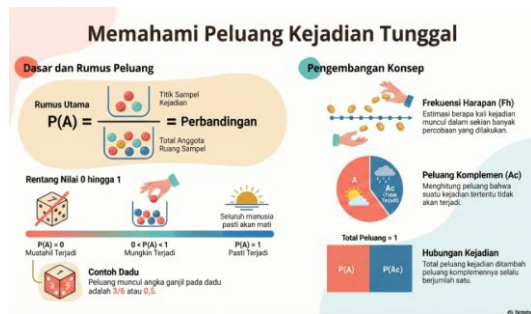 Memahami Peluang Kejadian Tunggal
Dasar dan Rumus Peluang
Rumus Utama
P(A) =
Titik Sampel
Kejadian
= Perbandingan
Total Anggota
Ruang Sampel
Rentang Nilai 0 hingga 1
Seluruh manusia
pasti akan mati
P(A) = 0
Mustahil Terjadi
0 < P(A) < 1
Mungkin Terjadi
P(A) = 1
Pasti Terjadi
Contoh Dadu
Peluang muncul angka ganjil pada dadu
adalah 3/6 atau 0,5.
Pengembangan Konsep
Frekuensi Harapan (Fh)
Estimasi berapa kali kejadian
muncul dalam sekian banyak
percobaan yang dilakukan.
A
Ac
(Tidak
Terjadi)
Peluang Komplemen (Ac)
Menghitung peluang bahwa
suatu kejadian tertentu tidak
akan terjadi.
Total Peluang = 1
P(A)
P(Ac)
Hubungan Kejadian
Total peluang kejadian ditambah
peluang komplemennya selalu
berjumlah satu.